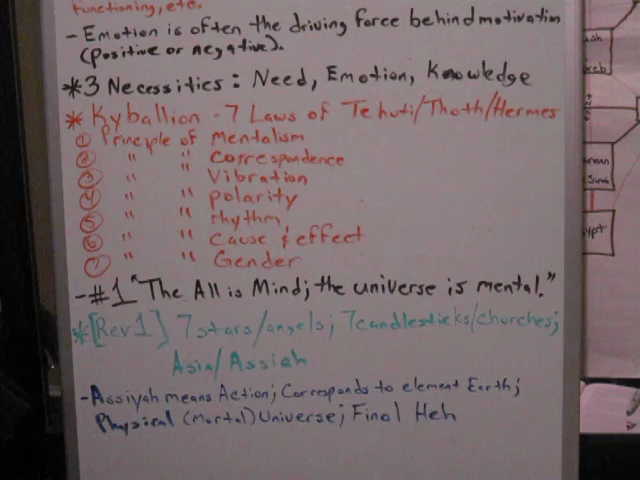 functioning, etc.
- Emotion is often the driving force behind motivation
(positive or negative).
*3 Necessities: Need, Emotion, Knowledge
* Kyballion - 7 Laws of Tehuti/Thoth/Hermes
① Principle of Mentalism
② " " Correspondence
③ " " Vibration
④ " " polarity
⑤ " " rhythm
⑥ " " cause & effect
⑦ " " Gender
- #1 "The All is Mind; the universe is mental."
*[Rev 1] 7 stars/angels; 7 candlesticks/churches;
Asia/Assiah
- Assiyah means Action; Corresponds to element Earth;
Physical (Mortal) Universe; Final Heh